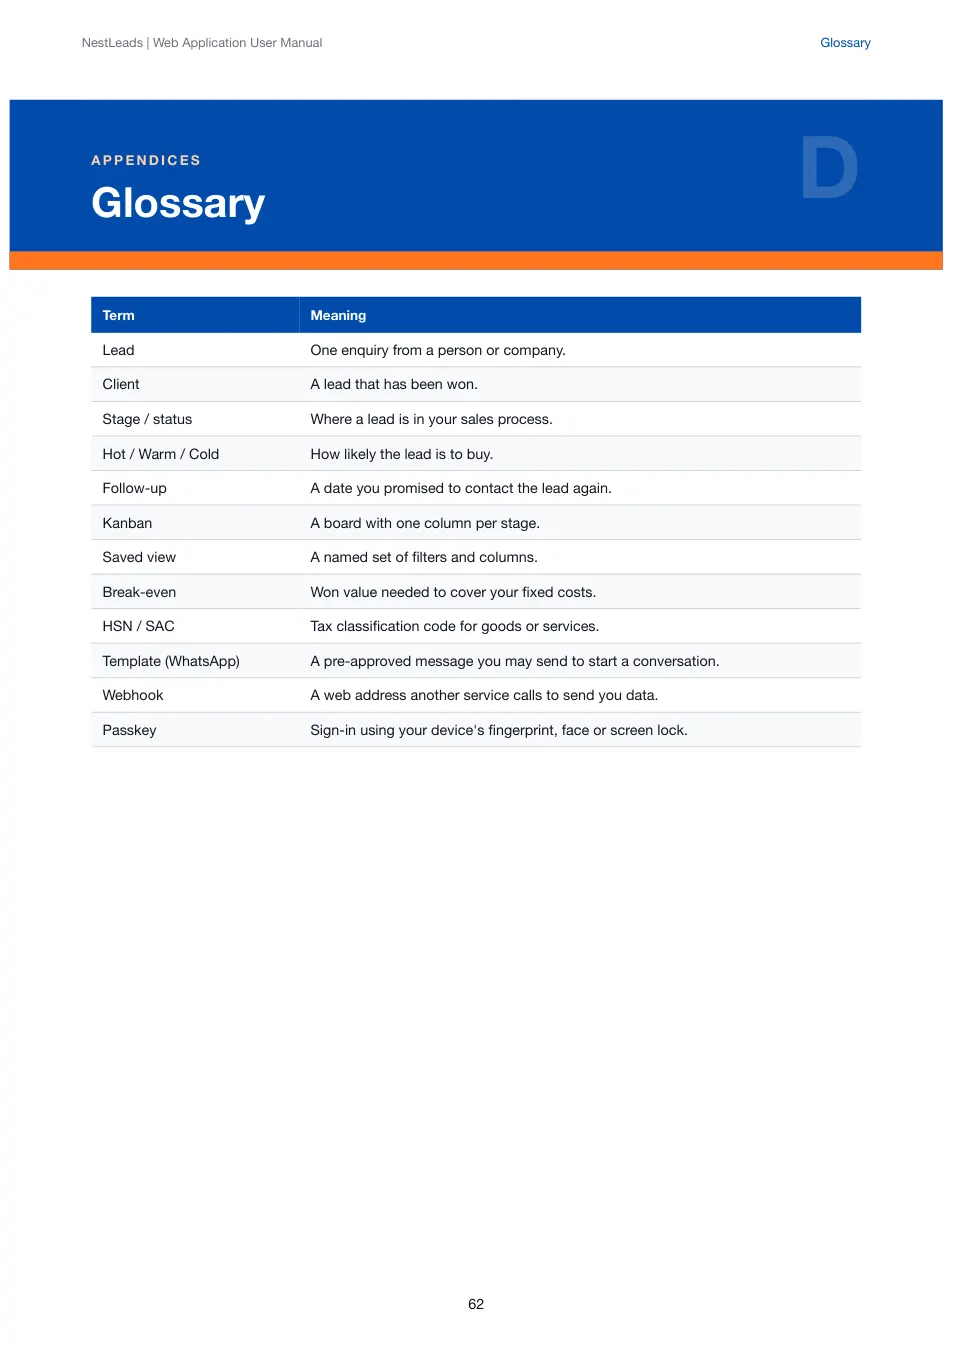 NestLeads | Web Application User Manual Glossary
APPENDICES
D
Glossary
Term Meaning
Lead One enquiry from a person or company.
Client A lead that has been won.
Stage / status Where a lead is in your sales process.
Hot / Warm / Cold How likely the lead is to buy.
Follow-up A date you promised to contact the lead again.
Kanban A board with one column per stage.
Saved view A named set of filters and columns.
Break-even Won value needed to cover your fixed costs.
HSN / SAC Tax classification code for goods or services.
Template (WhatsApp) A pre-approved message you may send to start a conversation.
Webhook A web address another service calls to send you data.
Passkey Sign-in using your device's fingerprint, face or screen lock.
62